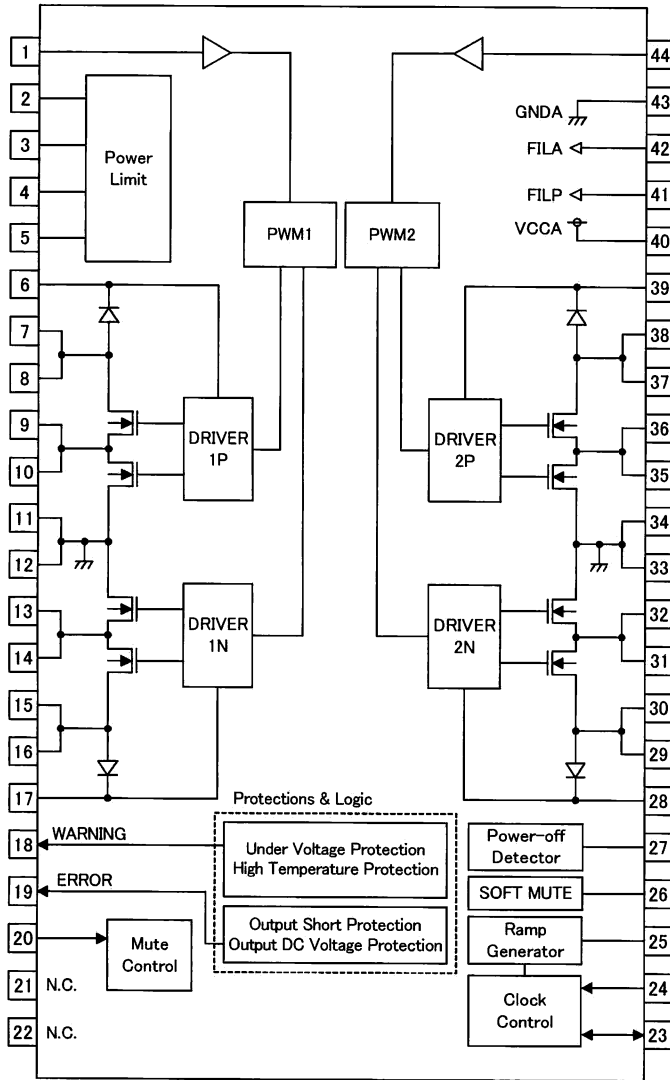 1
44
2
43
GNDA
3
Power
Limit
FILA
42
4
FILP
41
5
PWM1
PWM2
VCCA
40
6
39
7
38
8
37
9
DRIVER
1P
DRIVER
2P
36
10
35
11
34
12
33
13
DRIVER
1N
DRIVER
2N
32
14
31
15
30
16
29
17
Protections & Logic
28
18
WARNING
Under Voltage Protection
High Temperature Protection
Power-off
Detector
27
19
ERROR
SOFT MUTE
26
20
Mute
Control
Output Short Protection
Output DC Voltage Protection
Ramp
Generator
25
21
N.C.
24
Clock
Control
22
N.C.
23